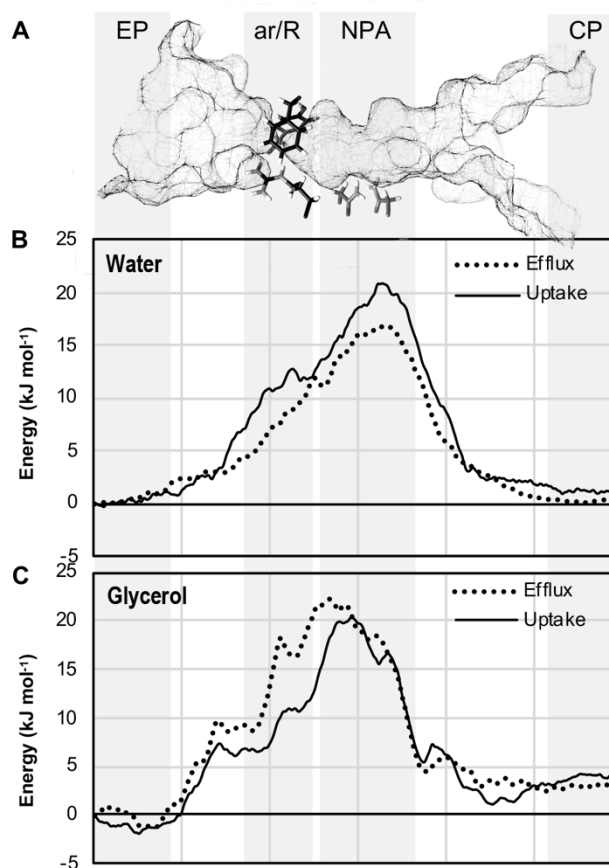 A
EP
ar/R
NPA
CP
B
25
20
15
10
5
0
-5
Energy (kJ mol-1)
Water
Efflux
Uptake
C
25
20
15
10
5
0
-5
Energy (kJ mol-1)
Glycerol
Efflux
Uptake